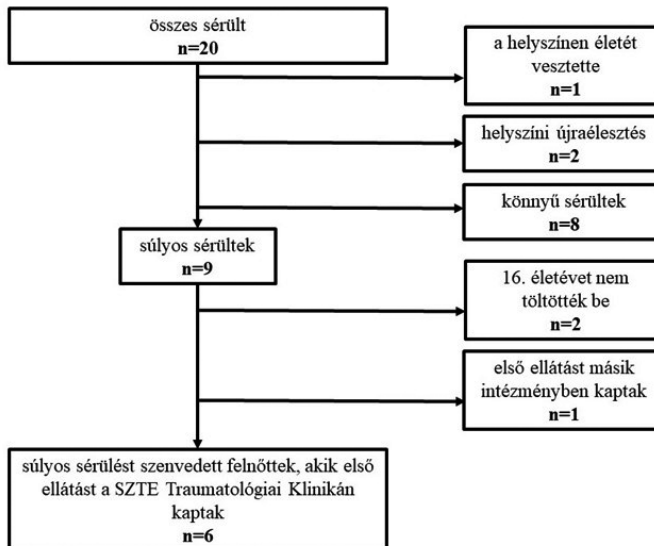 összes sérült
n=20
a helyszínen életét
vesztette
n=1
helyszíni újraélesztés
n=2
könnyű sérültek
n=8
súlyos sérültek
n=9
16. életévet nem
töltötték be
n=2
első ellátást másik
intézményben kaptak
n=1
súlyos sérülést szenvedett felnőttek, akik első
ellátást a SZTE Traumatológiai Klinikán
kaptak
n=6